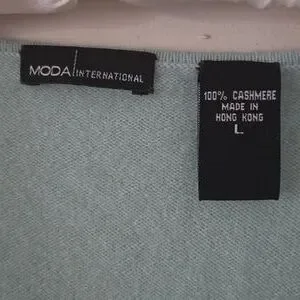 MODA INTERNATIONAL
100% CASHMERE
MADE IN
HONG KONG
L